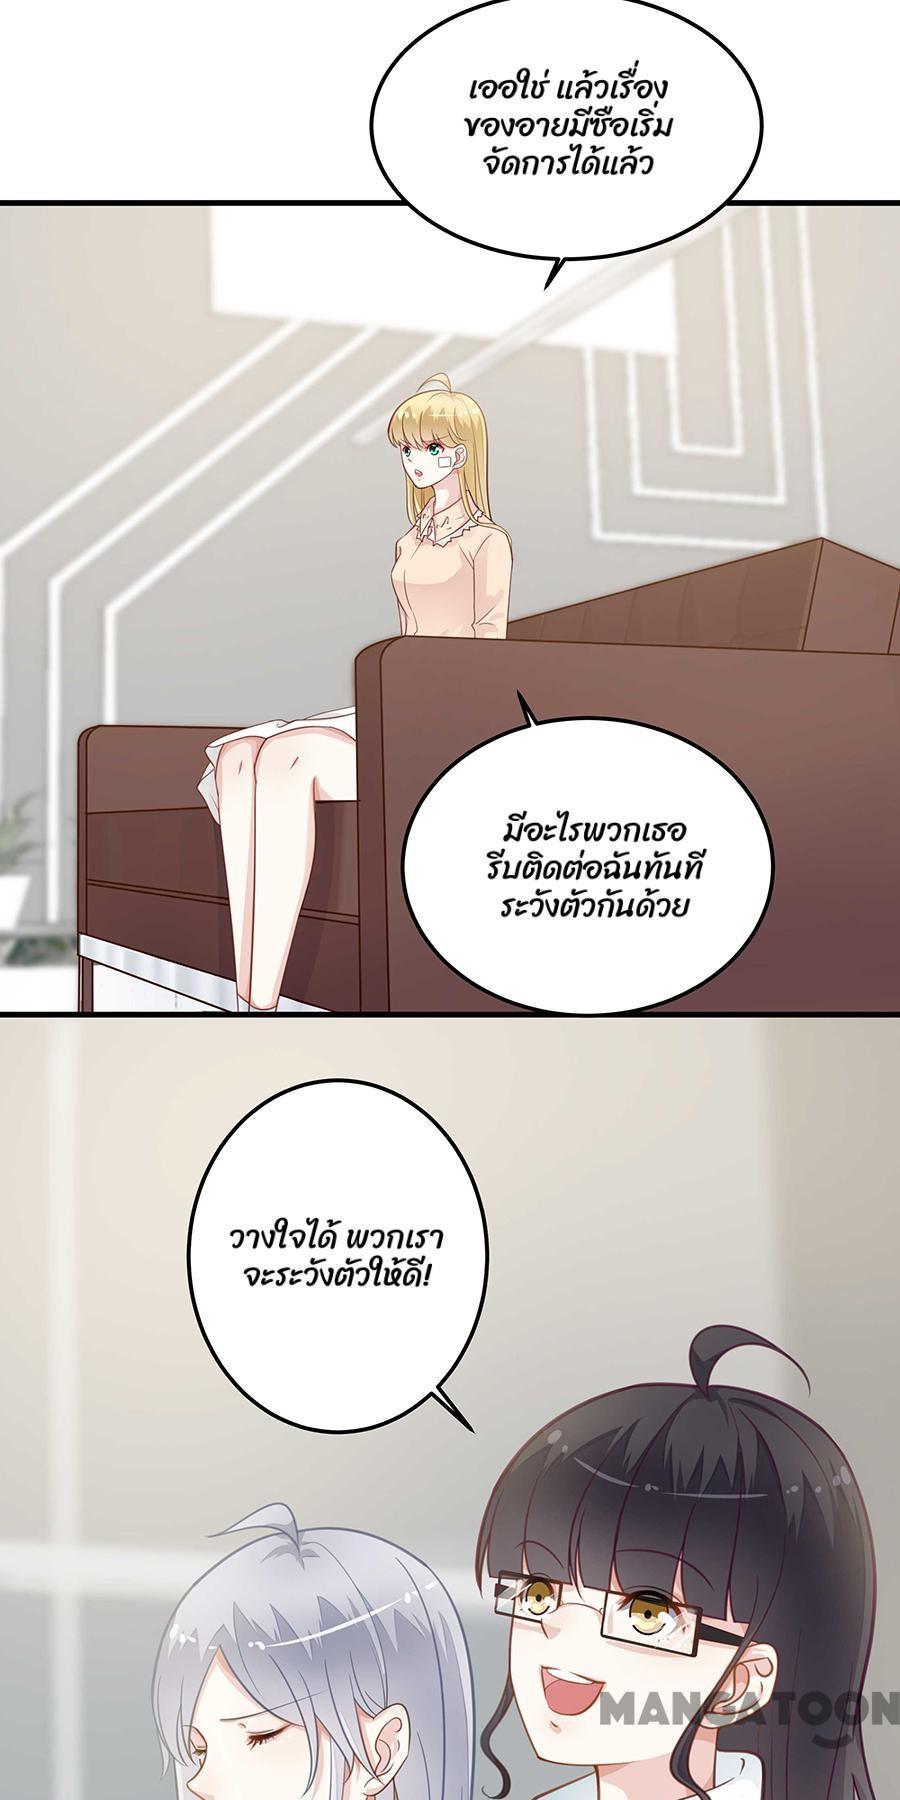 เออใช่ แล้วเรื่อง
ของอายมีซือเริ่ม
จัดการได้แล้ว
มีอะไรพวกเธอ
รีบติดต่อฉันทันที
ระวังตัวกันด้วย
วางใจได้ พวกเรา
จะระวังตัวให้ดี!
MANGATOON